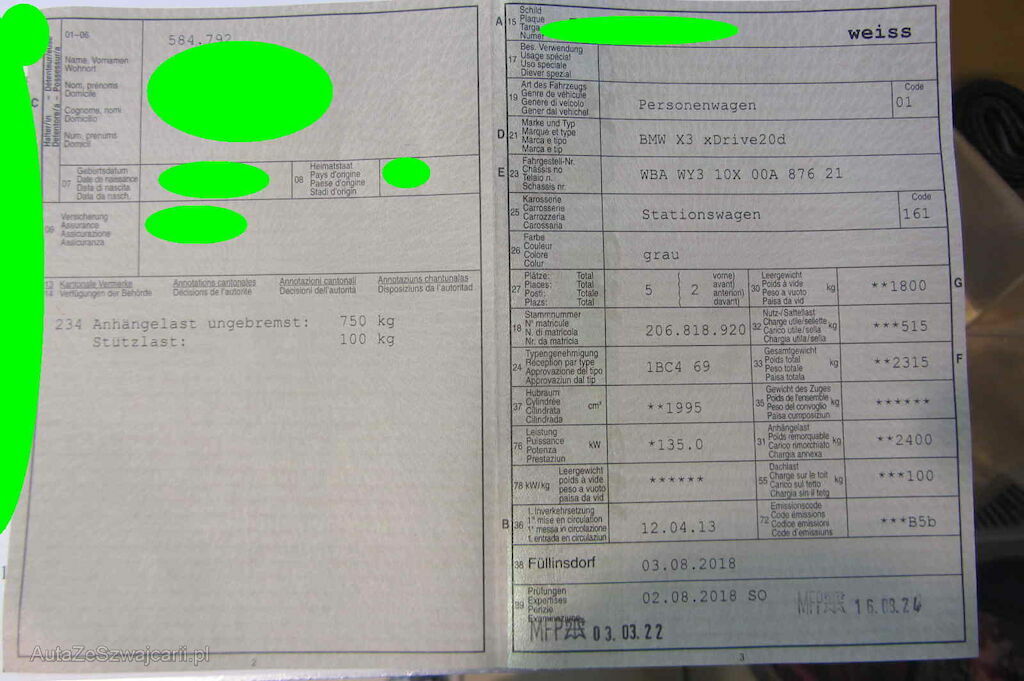 01–06
584.792
Halter/in – Détenteur/euse
Detentore/a – Possessur/a
C
Name, Vornamen
Wohnort
Nom, prénoms
Domicile
Cognome, nomi
Domicilio
Num, prenums
Domicil
07
Geburtsdatum
Date de naissance
Data di nascita
Data da nasch.
08
Heimatstaat
Pays d'origine
Paese d'origine
Stadi d'origin
09
Versicherung
Assurance
Assicurazione
Assicuranza
13 Kantonale Vermerke Annotations cantonales Annotazioni cantonali Annotaziuns chantunalas
14 Verfügungen der Behörde Décisions de l'autorité Decisioni dell'autorità Disposiziuns da l'autoritad
234 Anhängelast ungebremst: 750 kg
Stützlast: 100 kg
AutaZeSzwajcarii.pl
2
A
15
Schild
Plaque
Targa
Numer
weiss
17
Bes. Verwendung
Usage spécial
Uso speciale
Diever spezial
19
Art des Fahrzeugs
Genre de véhicule
Genere di veicolo
Gener dal vehichel
Personenwagen
Code
01
D
21
Marke und Typ
Marque et type
Marca e tipo
Marca e tip
BMW X3 xDrive20d
E
23
Fahrgestell-Nr.
Châssis no
Telaio n.
Schassis nr.
WBA WY3 10X 00A 876 21
25
Karosserie
Carrosserie
Carrozzeria
Carossaria
Stationswagen
Code
161
26
Farbe
Couleur
Colore
Colur
grau
27
Plätze: Total
Places: Total
Posti: Totale
Plazs: Total
5 ( 2 vorne)
avant)
anteriori)
davant)
30
Leergewicht
Poids à vide
Peso a vuoto
Paisa da vid
kg
**1800
G
18
Stammnummer
N° matricule
N. di matricola
Nr. da matricla
206.818.920
32
Nutz-/Sattellast
Charge utile/sellette
Carico utile/sella
Chargia utila/sella
kg
***515
24
Typengenehmigung
Réception par type
Approvazione del tipo
Approvaziun dal tip
1BC4 69
33
Gesamtgewicht
Poids total
Peso totale
Paisa totala
kg
**2315
F
37
Hubraum
Cylindrée
Cilindrata
Cilindrada
cm³
**1995
35
Gewicht des Zuges
Poids de l'ensemble
Peso del convoglio
Paisa cumposiziun
kg
******
76
Leistung
Puissance
Potenza
Prestaziun
kW
*135.0
31
Anhängelast
Poids remorquable
Carico rimorchiato
Chargia annexa
kg
**2400
78 kW/kg
Leergewicht
poids à vide
peso a vuoto
paisa da vid
******
55
Dachlast
Charge sur le toit
Carico sul tetto
Chargia sin il tetg
kg
***100
B
36
1. Inverkehrsetzung
1re mise en circulation
1a messa in circolazione
1. entrada en circulaziun
12.04.13
72
Emissionscode
Code émissions
Codice emissioni
Code d'emissiuns
***B5b
38 Füllinsdorf 03.08.2018
39
Prüfungen
Expertises
Perizie
Examinaziuns
02.08.2018 SO
MFP
16.03.24
MFP
03.03.22
3